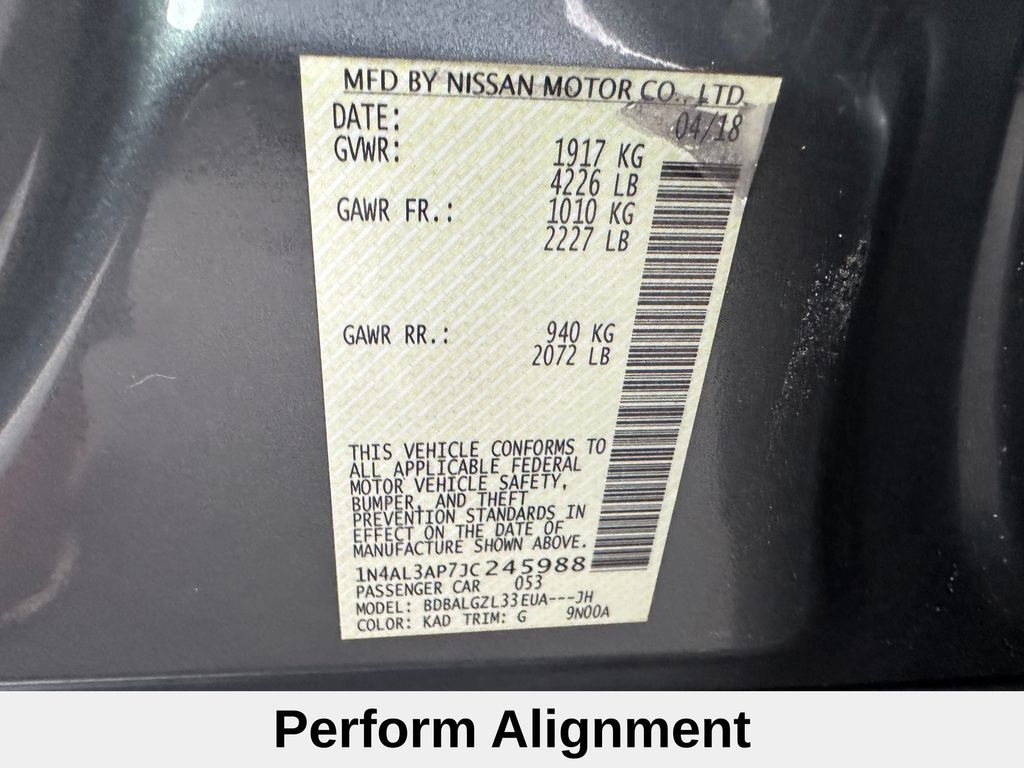 MFD BY NISSAN MOTOR CO., LTD.
DATE: 04/18
GVWR: 1917 KG
4226 LB
GAWR FR.: 1010 KG
2227 LB
GAWR RR.: 940 KG
2072 LB
THIS VEHICLE CONFORMS TO
ALL APPLICABLE FEDERAL
MOTOR VEHICLE SAFETY,
BUMPER, AND THEFT
PREVENTION STANDARDS IN
EFFECT ON THE DATE OF
MANUFACTURE SHOWN ABOVE.
1N4AL3AP7JC245988
PASSENGER CAR 053
MODEL: BDBALGZL33EUA---JH
COLOR: KAD TRIM: G 9N00A
Perform Alignment